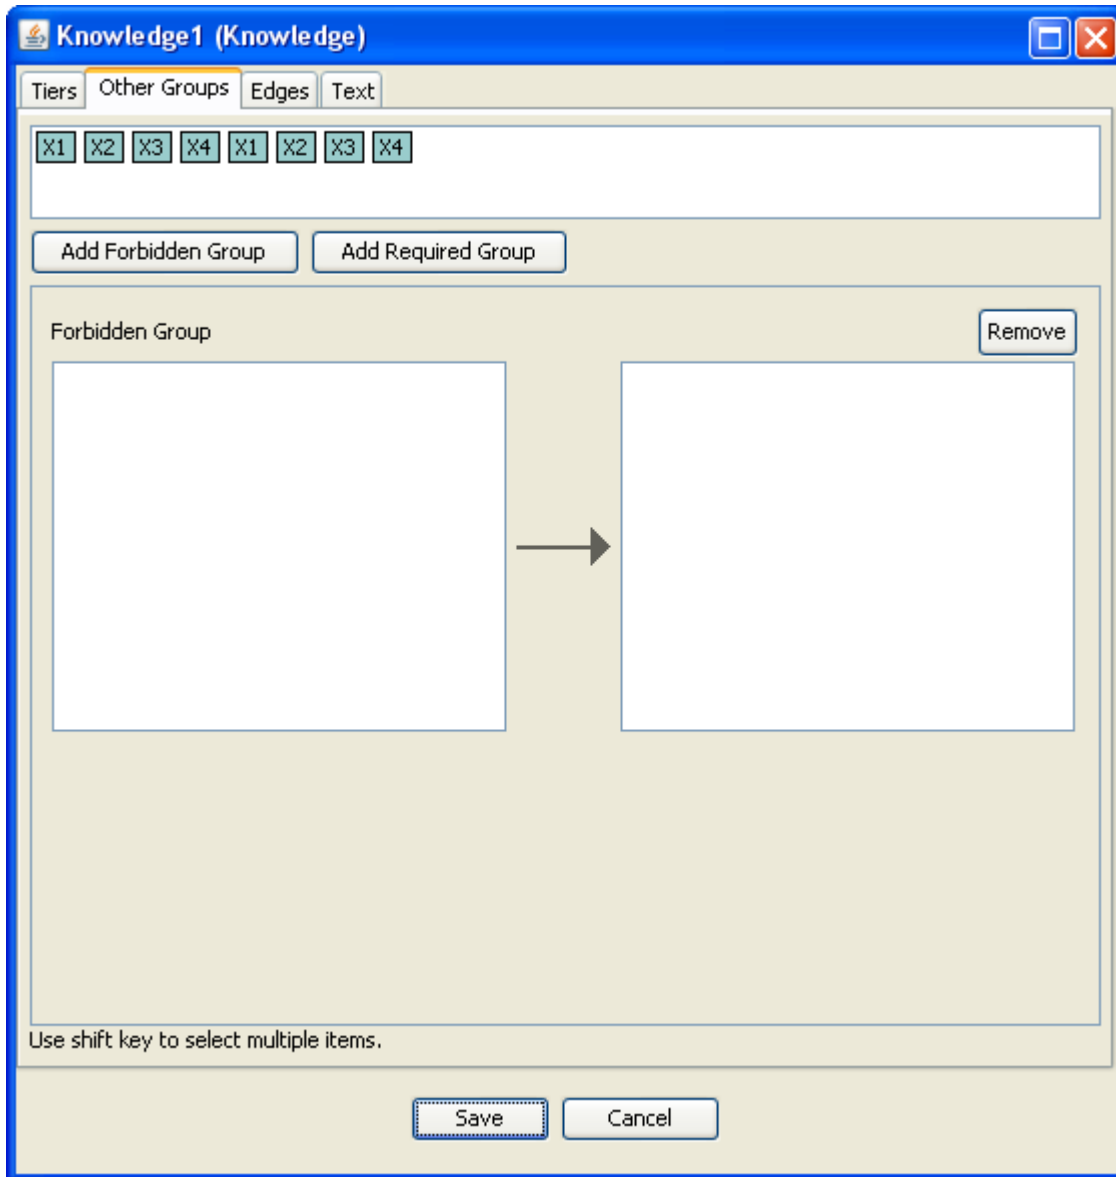 Knowledge1 (Knowledge)
Tiers Other Groups Edges Text
X1 X2 X3 X4 X1 X2 X3 X4
Add Forbidden Group Add Required Group
Forbidden Group Remove
Use shift key to select multiple items.
Save Cancel